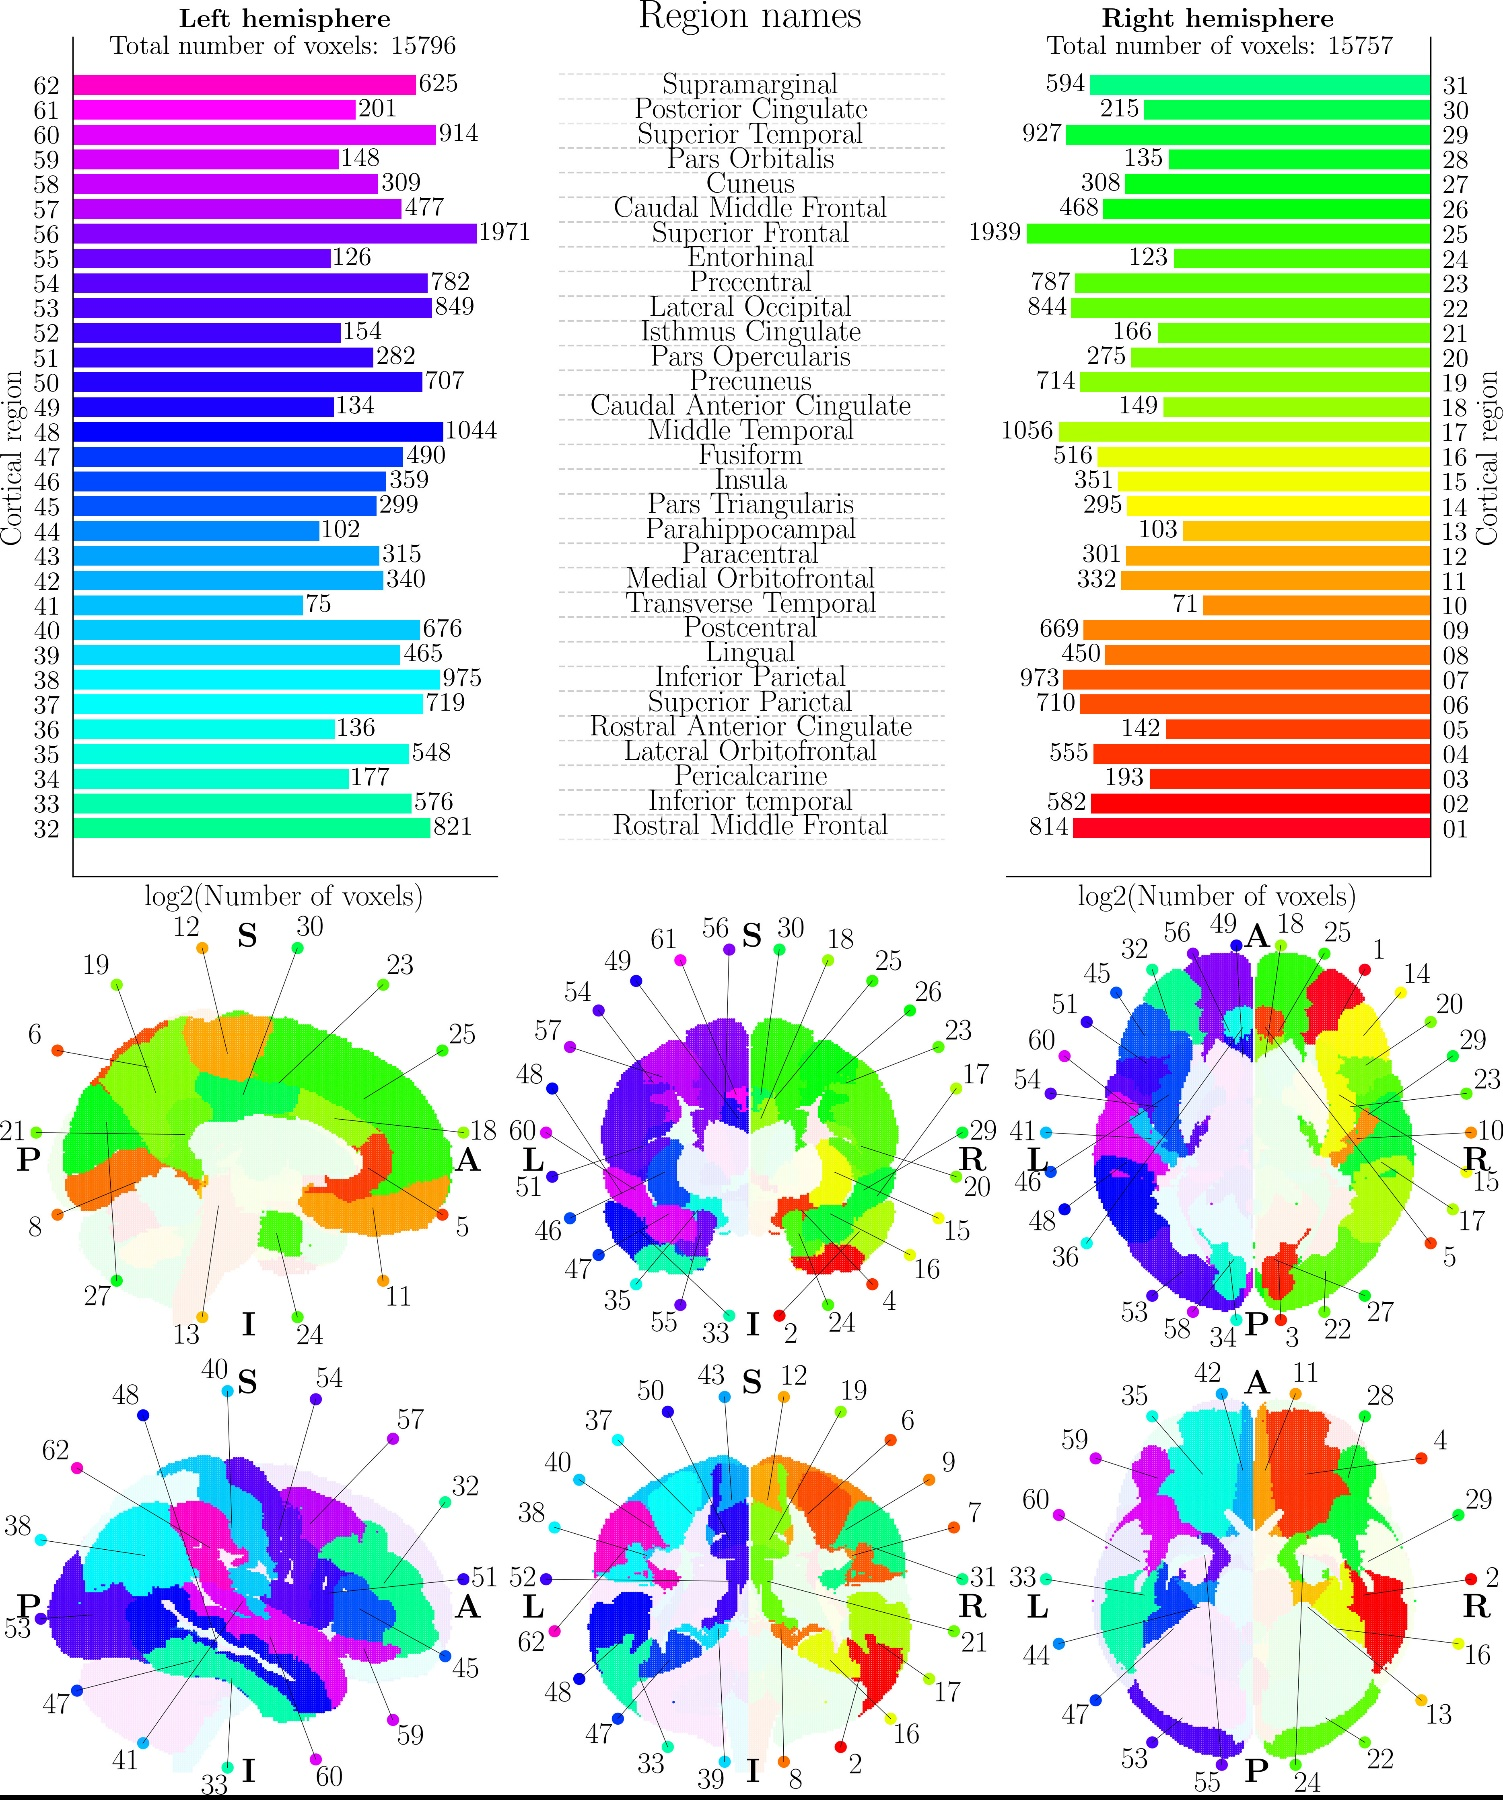 Left hemisphere
Total number of voxels: 15796
Region names
Right hemisphere
Total number of voxels: 15757
62 625 Supramarginal 594 31
61 201 Posterior Cingulate 215 30
60 914 Superior Temporal 927 29
59 148 Pars Orbitalis 135 28
58 309 Cuneus 308 27
57 477 Caudal Middle Frontal 468 26
56 1971 Superior Frontal 1939 25
55 126 Entorhinal 123 24
54 782 Precentral 787 23
53 849 Lateral Occipital 844 22
52 154 Isthmus Cingulate 166 21
51 282 Pars Opercularis 275 20
50 707 Precuneus 714 19
49 134 Caudal Anterior Cingulate 149 18
48 1044 Middle Temporal 1056 17
47 490 Fusiform 516 16
46 359 Insula 351 15
45 299 Pars Triangularis 295 14
44 102 Parahippocampal 103 13
43 315 Paracentral 301 12
42 340 Medial Orbitofrontal 332 11
41 75 Transverse Temporal 71 10
40 676 Postcentral 669 09
39 465 Lingual 450 08
38 975 Inferior Parietal 973 07
37 719 Superior Parietal 710 06
36 136 Rostral Anterior Cingulate 142 05
35 548 Lateral Orbitofrontal 555 04
34 177 Pericalcarine 193 03
33 576 Inferior temporal 582 02
32 821 Rostral Middle Frontal 814 01
Cortical region
Cortical region
log2(Number of voxels)
log2(Number of voxels)
12 S 30
19 23
6 25
21 18
P A
8 5
27 11
13 I 24
56 S 30
61 18
49 25
54 26
57 23
48 17
60 29
L R
51 20
46 15
47 16
35 4
55 24
33 I 2
49 A 18
56 25
32 1
45 14
51 20
60 29
54 23
41 10
L R
46 15
48 17
36 5
53 27
58 22
34 P 3
40 S 54
48 57
62 32
38 51
P A
53 45
47 59
41 60
33 I
43 S 12
50 19
37 6
40 9
38 7
52 31
L R
62 21
48 17
47 16
33 2
39 I 8
42 A 11
35 28
59 4
60 29
33 2
L R
44 16
47 13
53 22
55 P 24